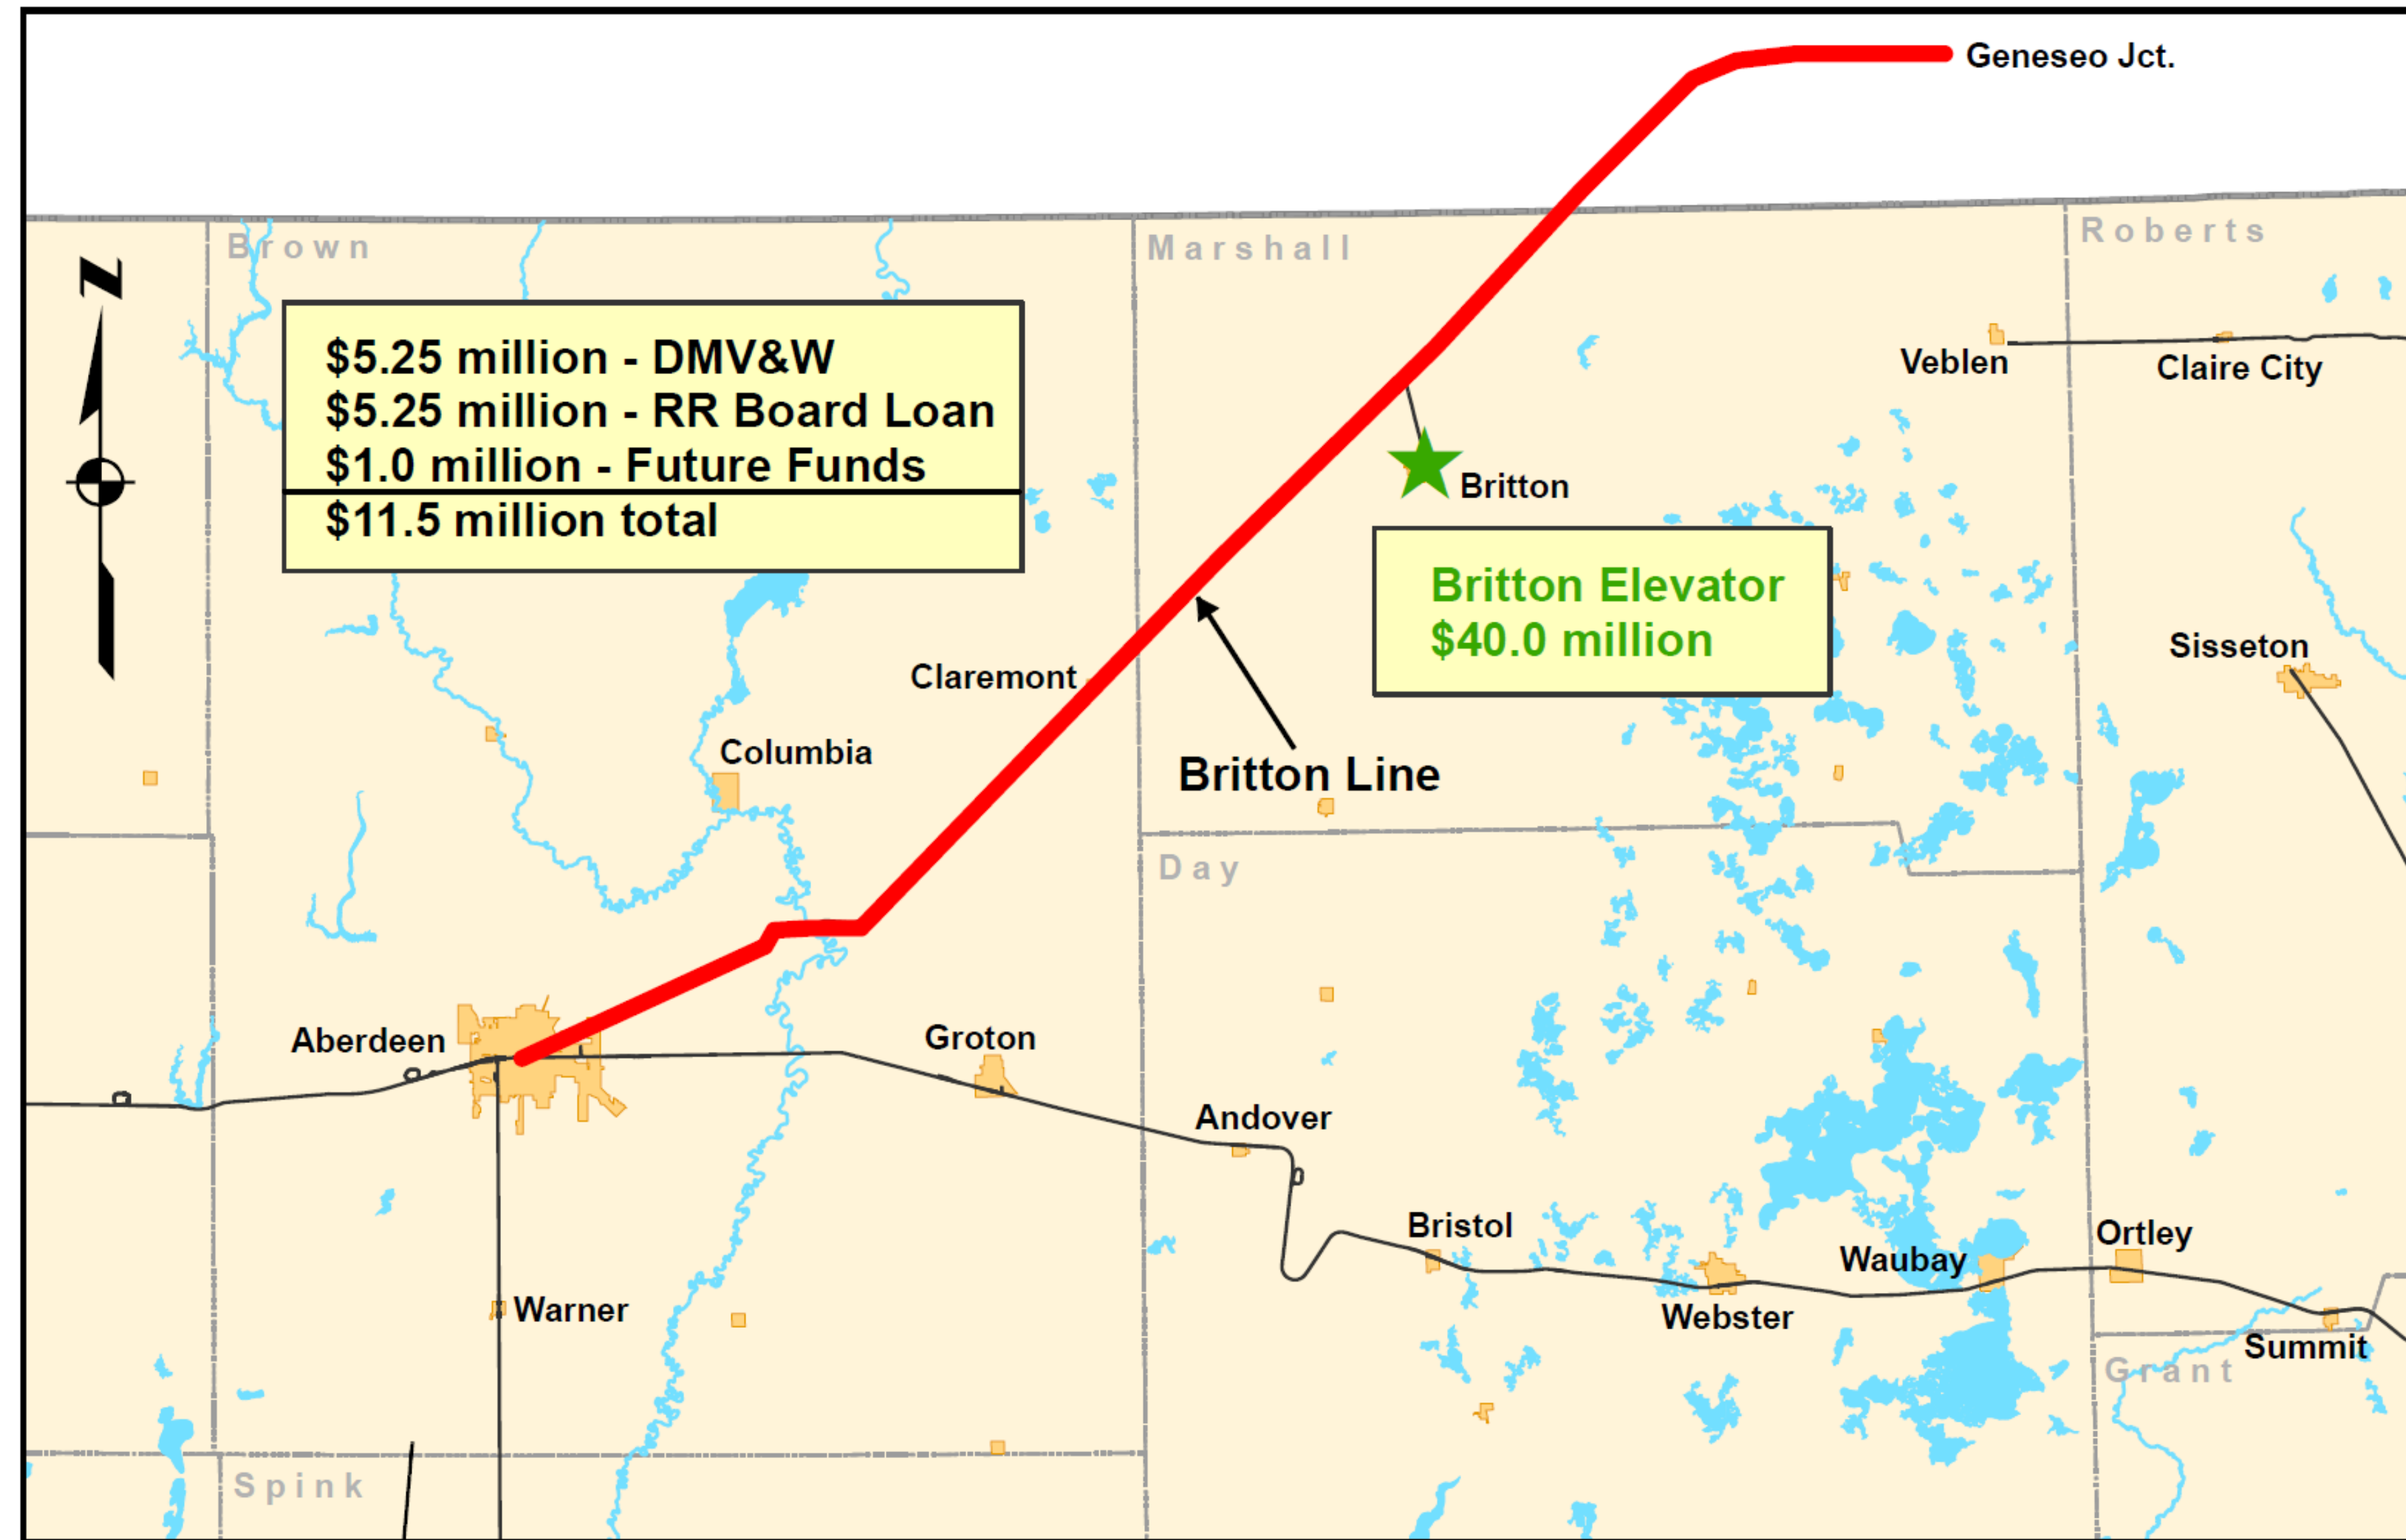 Geneseo Jct.
Brown
Marshall
Roberts
N
$5.25 million - DMV&W
$5.25 million - RR Board Loan
$1.0 million - Future Funds
$11.5 million total
Veblen
Claire City
Britton
Britton Elevator
$40.0 million
Sisseton
Claremont
Columbia
Britton Line
Day
Aberdeen
Groton
Andover
Bristol
Waubay
Ortley
Warner
Webster
Summit
Grant
Spink